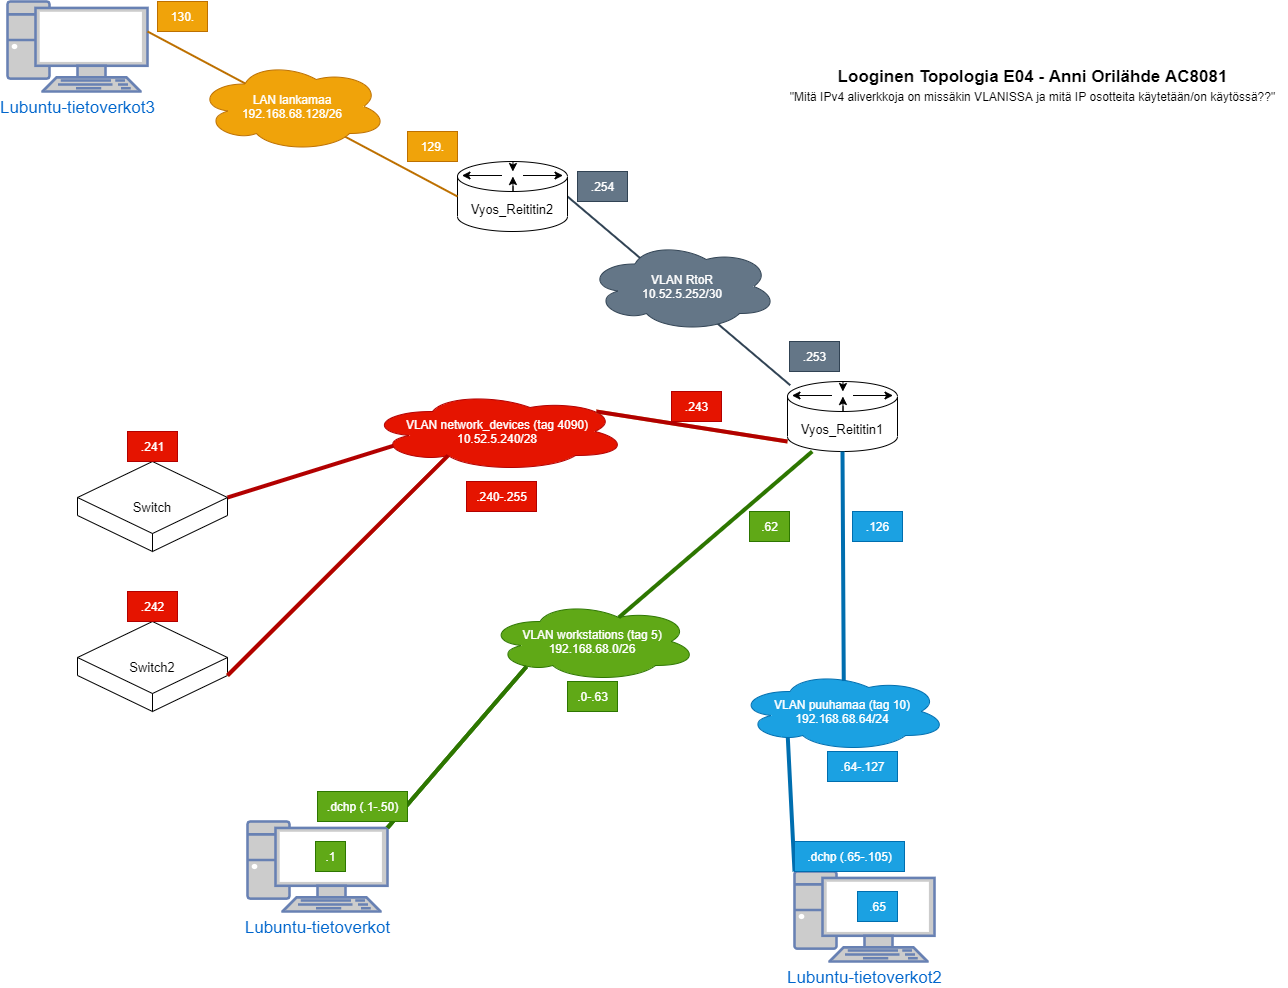 130.
Looginen Topologia E04 - Anni Orilähde AC8081
"Mitä IPv4 aliverkkoja on missäkin VLANISSA ja mitä IP osotteita käytetään/on käytössä??"
Lubuntu-tietoverkot3
LAN lankamaa
192.168.68.128/26
129.
.254
Vyos_Reititin2
VLAN RtoR
10.52.5.252/30
.253
.243
Vyos_Reititin1
VLAN network_devices (tag 4090)
10.52.5.240/28
.241
.240-.255
Switch
.62
.126
.242
Switch2
VLAN workstations (tag 5)
192.168.68.0/26
.0-.63
VLAN puuhamaa (tag 10)
192.168.68.64/24
.64-.127
.dchp (.1-.50)
.1
Lubuntu-tietoverkot
.dchp (.65-.105)
.65
Lubuntu-tietoverkot2